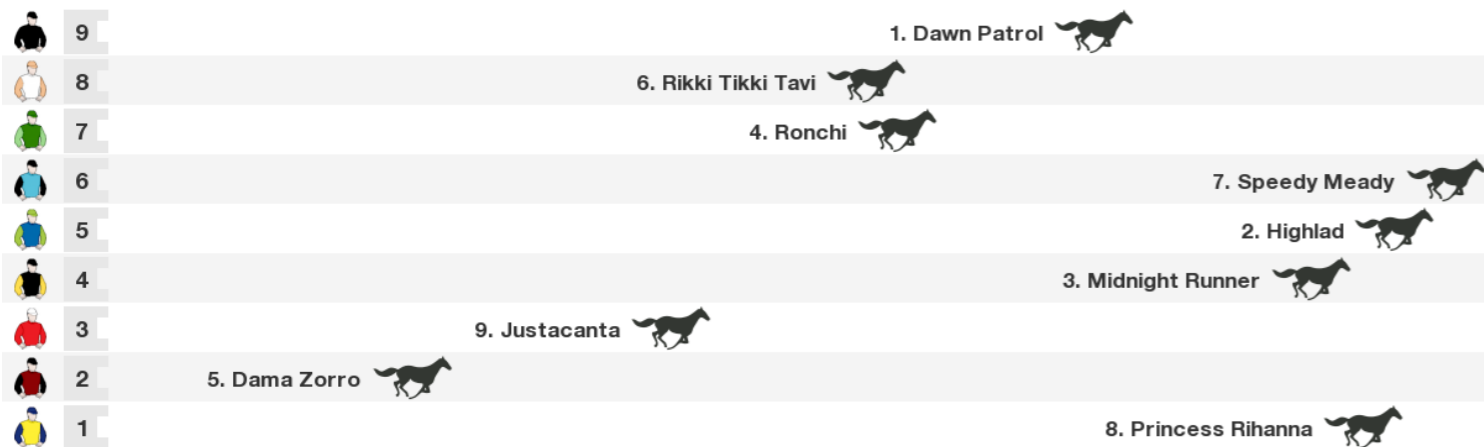 9 1. Dawn Patrol
8 6. Rikki Tikki Tavi
7 4. Ronchi
6 7. Speedy Meady
5 2. Highlad
4 3. Midnight Runner
3 9. Justacanta
2 5. Dama Zorro
1 8. Princess Rihanna